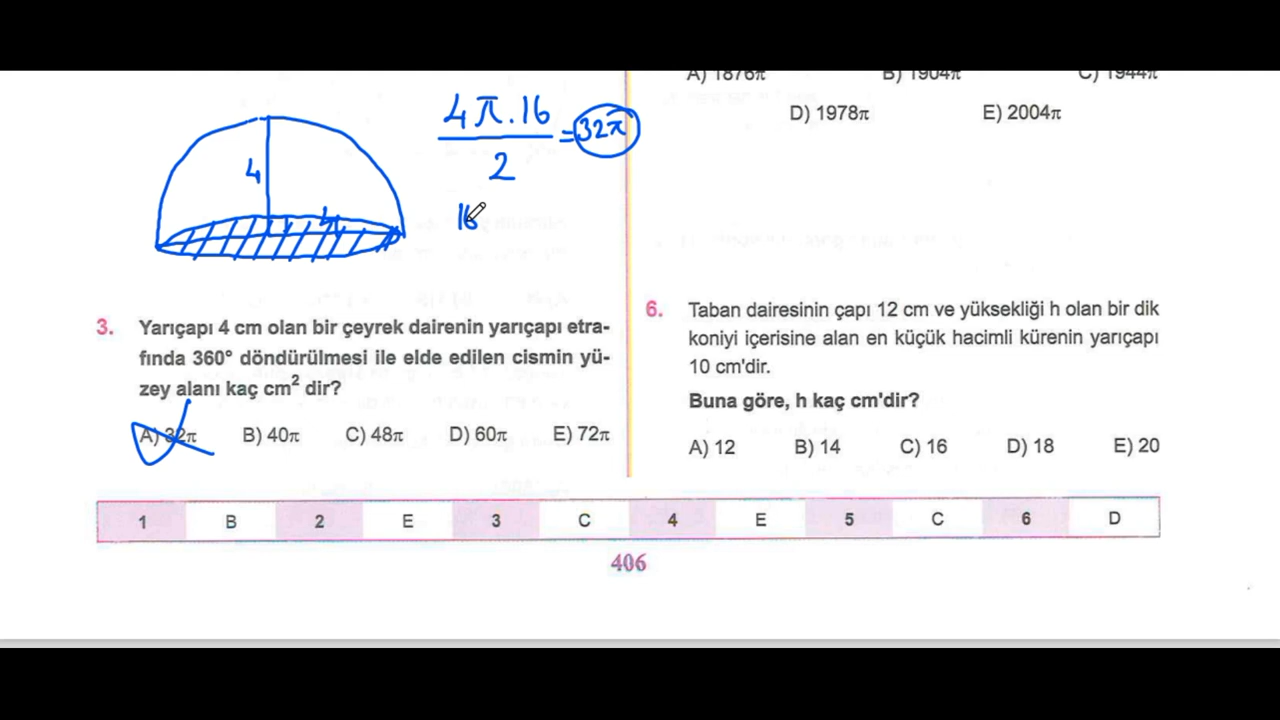 4π.16
2
=32π
16
4
4
3. Yarıçapı 4 cm olan bir çeyrek dairenin yarıçapı etra-
fında 360° döndürülmesi ile elde edilen cismin yü-
zey alanı kaç cm² dir?
A) 32π B) 40π C) 48π D) 60π E) 72π
A) 1876π B) 1904π C) 1944π
D) 1978π E) 2004π
6. Taban dairesinin çapı 12 cm ve yüksekliği h olan bir dik
koniyi içerisine alan en küçük hacimli kürenin yarıçapı
10 cm'dir.
Buna göre, h kaç cm'dir?
A) 12 B) 14 C) 16 D) 18 E) 20
1 B 2 E 3 C 4 E 5 C 6 D
406